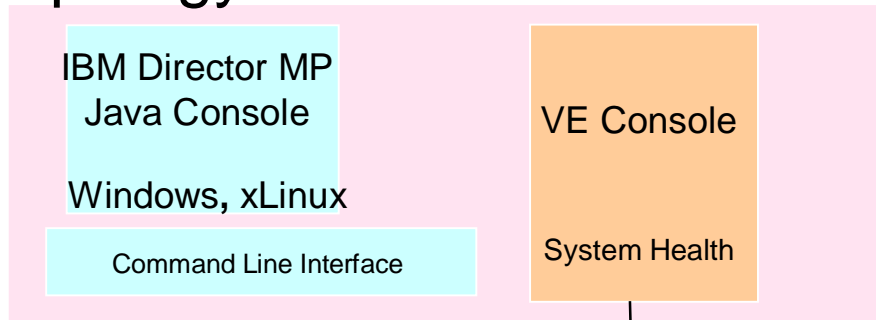 IBM Director MP
Java Console
Windows, xLinux
Command Line Interface
VE Console
System Health